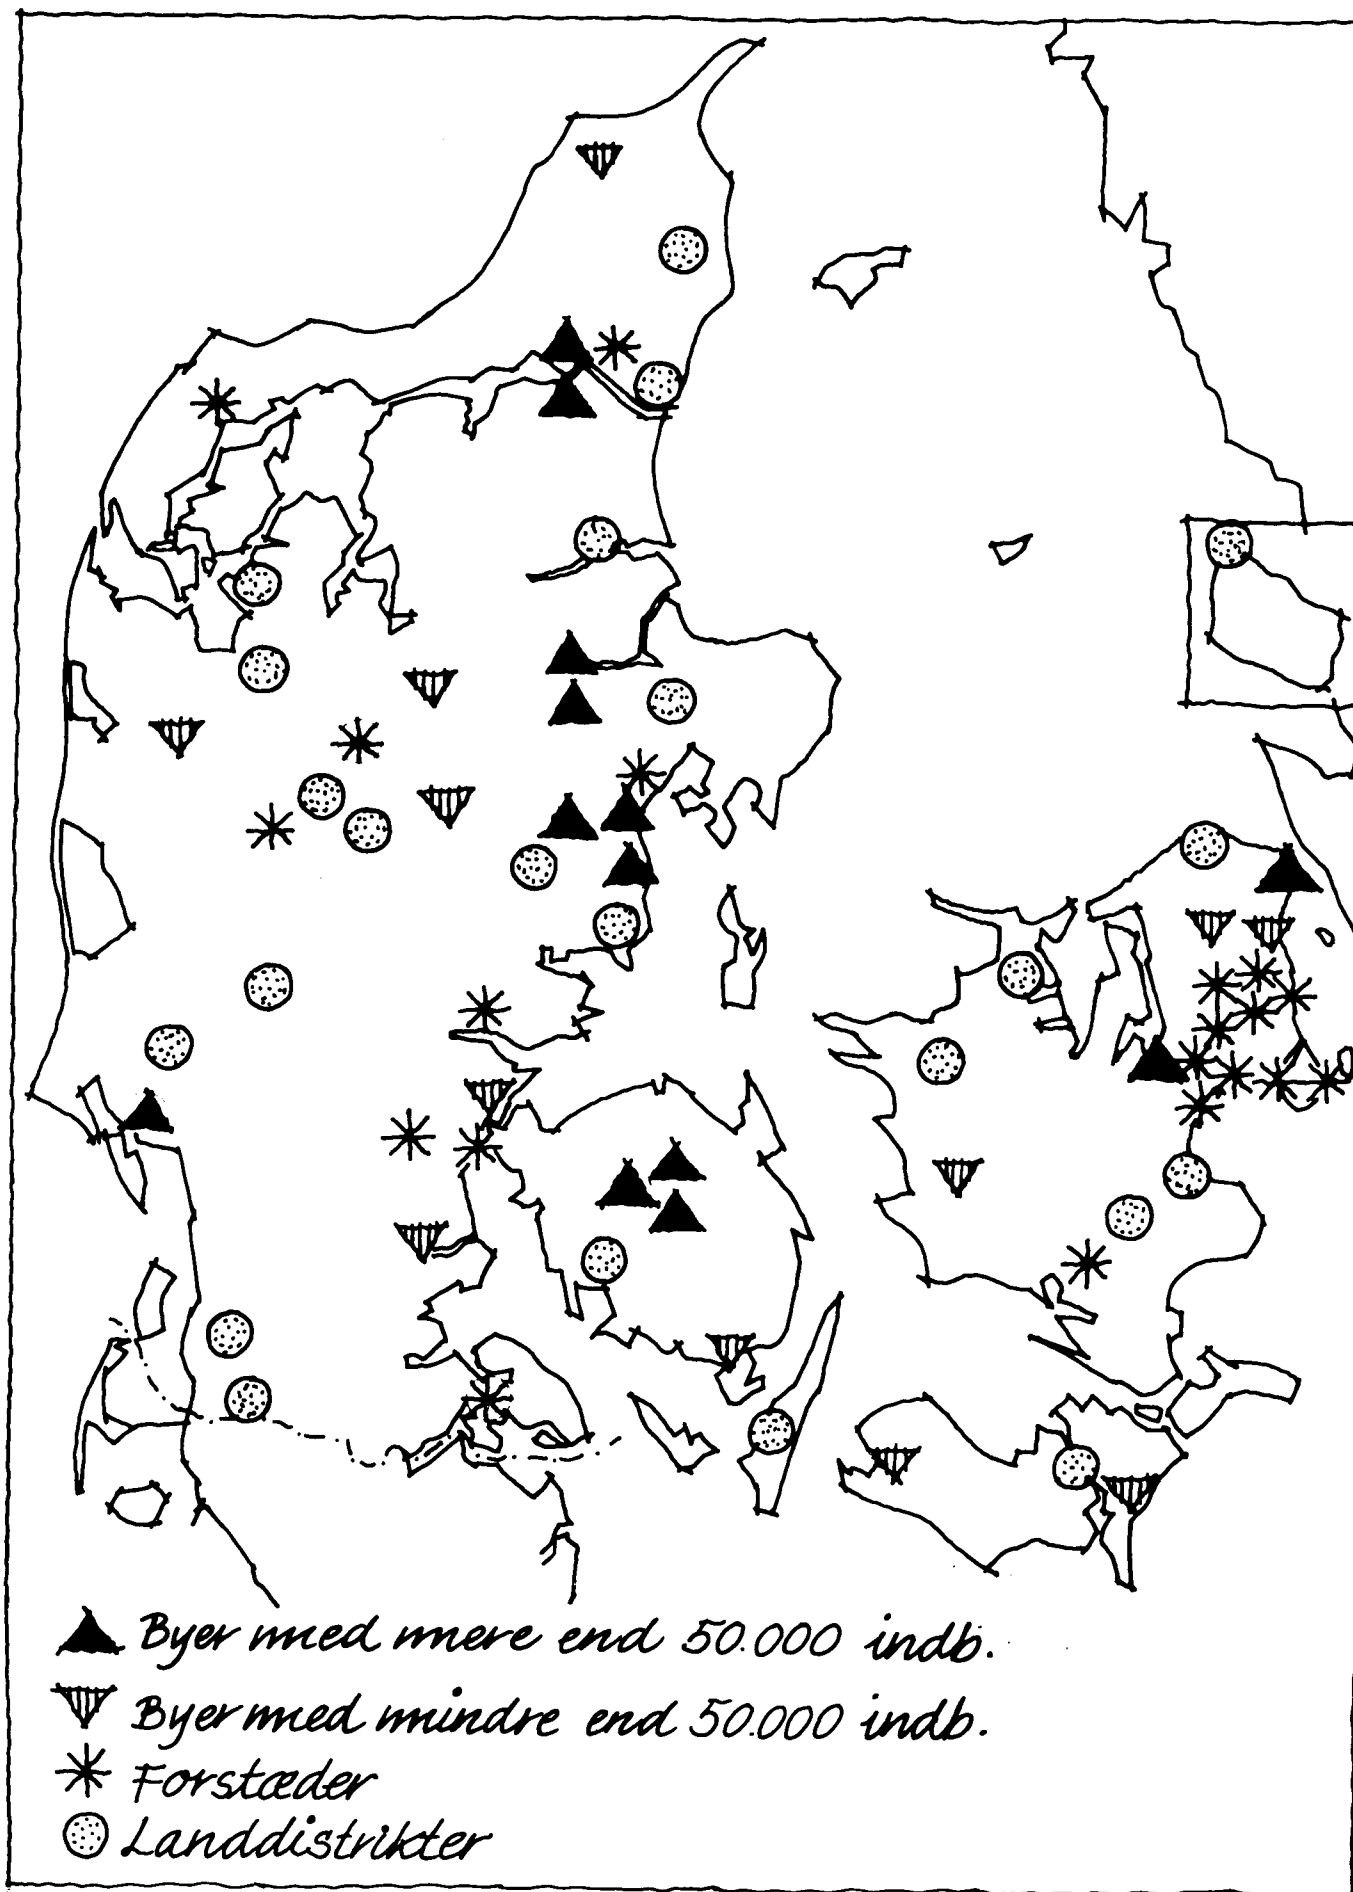 Byer med mere end 50.000 indb.
Byer med mindre end 50.000 indb.
Forstæder
Landdistrikter